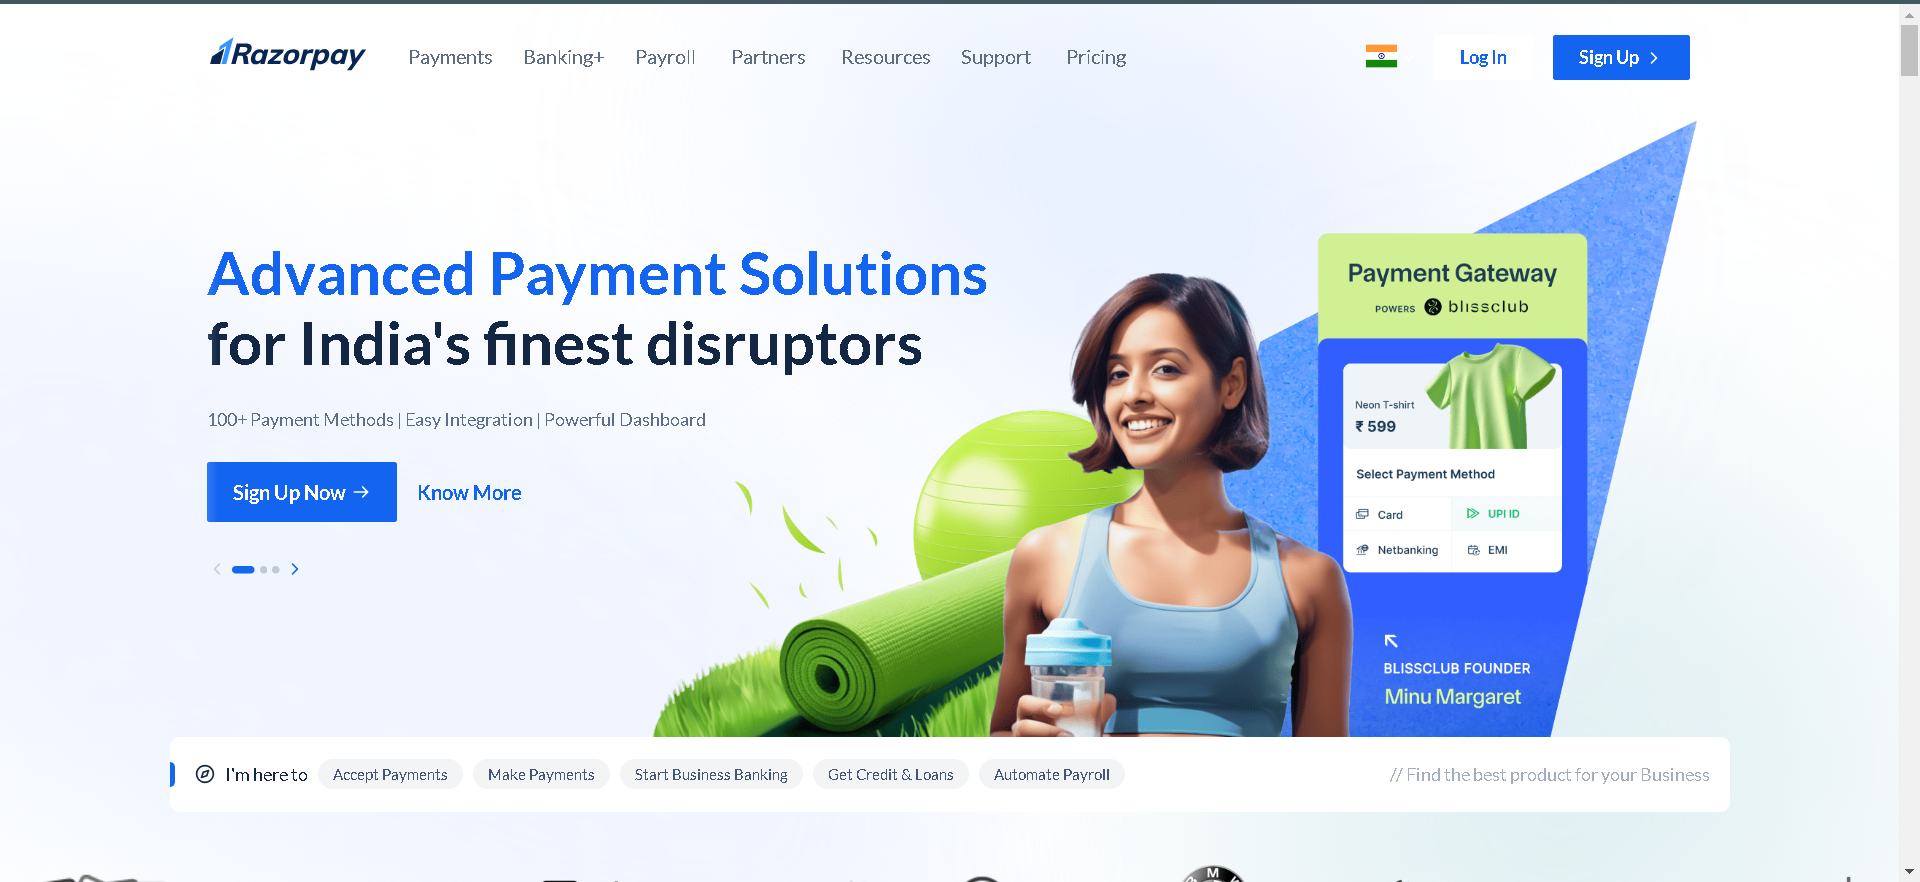 Razorpay
Payments
Banking+
Payroll
Partners
Resources
Support
Pricing
Log In
Sign Up
Advanced Payment Solutions
for India's finest disruptors
100+ Payment Methods | Easy Integration | Powerful Dashboard
Sign Up Now
Know More
Payment Gateway
POWERS blissclub
Neon T-shirt
₹ 599
Select Payment Method
Card
UPI ID
Netbanking
EMI
BLISSCLUB FOUNDER
Minu Margaret
I'm here to
Accept Payments
Make Payments
Start Business Banking
Get Credit & Loans
Automate Payroll
// Find the best product for your Business